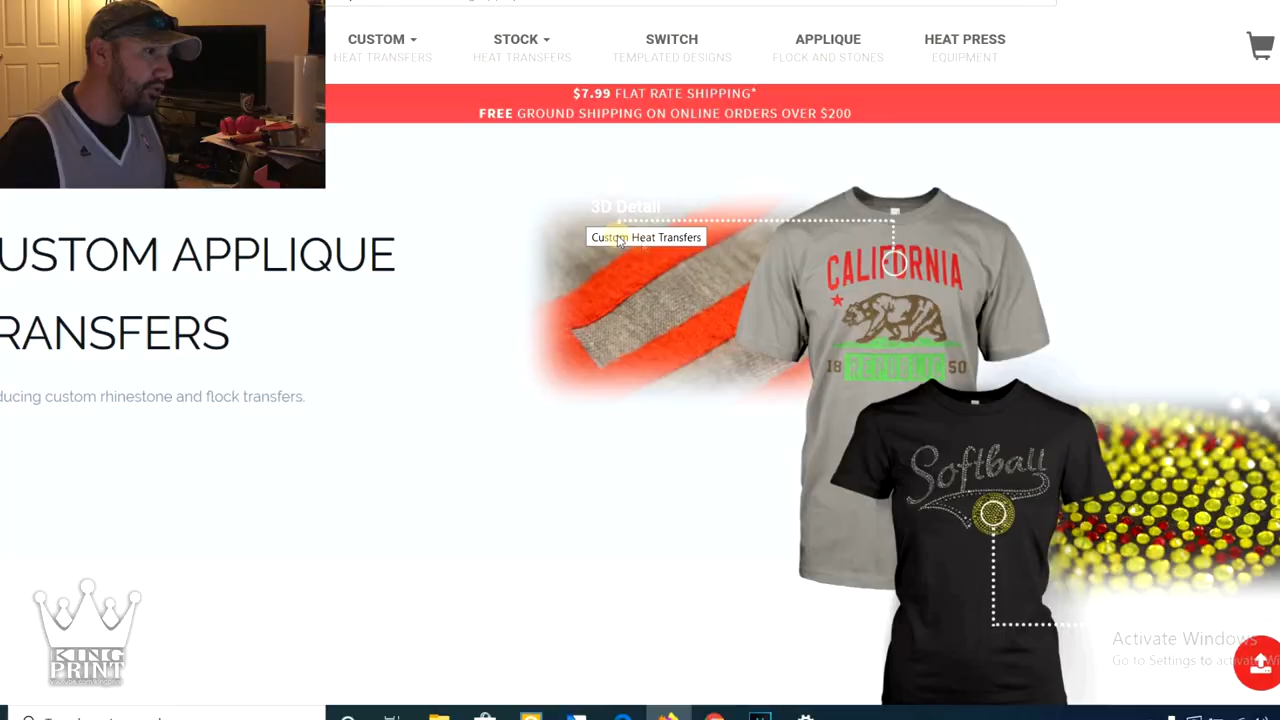 CUSTOM
HEAT TRANSFERS
STOCK
HEAT TRANSFERS
SWITCH
TEMPLATED DESIGNS
APPLIQUE
FLOCK AND STONES
HEAT PRESS
EQUIPMENT
$7.99 FLAT RATE SHIPPING*
FREE GROUND SHIPPING ON ONLINE ORDERS OVER $200
USTOM APPLIQUE
RANSFERS
ducing custom rhinestone and flock transfers.
3D Detail
Custom Heat Transfers
CALIFORNIA
18 REPUBLIC 50
Softball
KING
PRINT
Activate Windows
Go to Settings to activate Wi